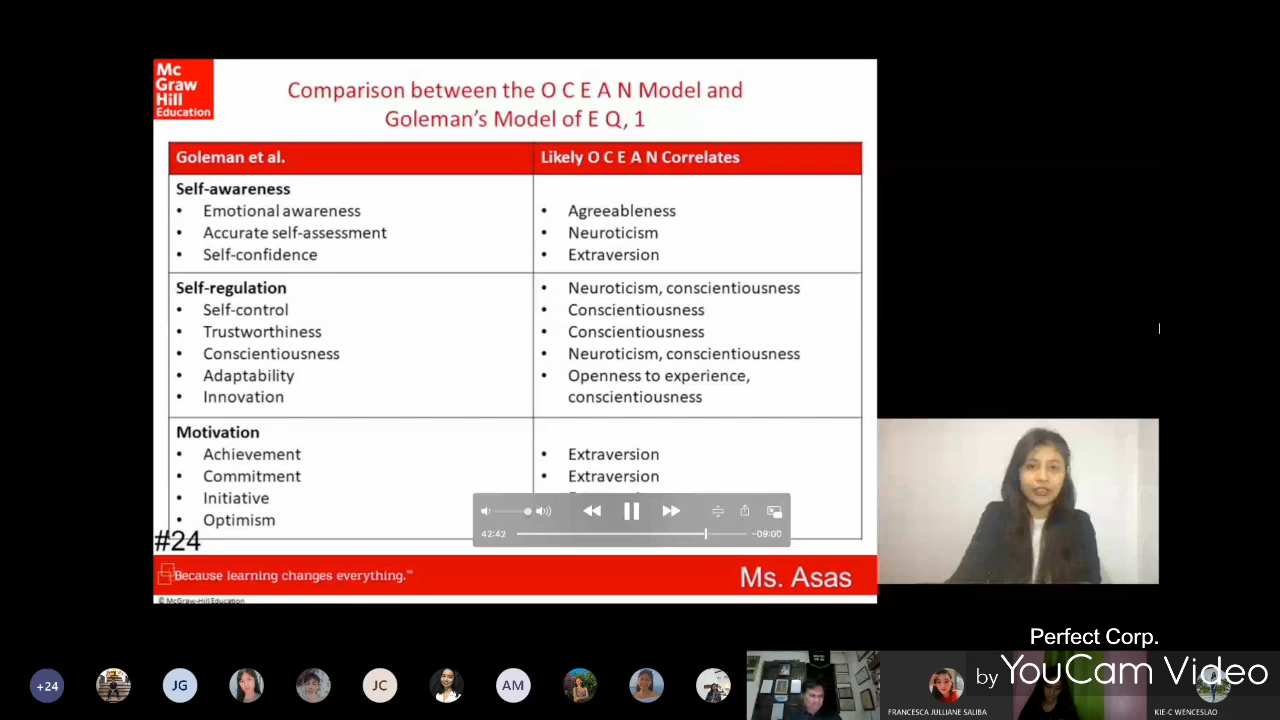 Mc
Graw
Hill
Education
Comparison between the O C E A N Model and
Goleman's Model of E Q, 1
Goleman et al.
Likely O C E A N Correlates
Self-awareness
• Emotional awareness
• Agreeableness
• Accurate self-assessment
• Neuroticism
• Self-confidence
• Extraversion
Self-regulation
• Neuroticism, conscientiousness
• Self-control
• Conscientiousness
• Trustworthiness
• Conscientiousness
• Conscientiousness
• Neuroticism, conscientiousness
• Adaptability
• Openness to experience,
• Innovation
conscientiousness
Motivation
• Achievement
• Extraversion
• Commitment
• Extraversion
• Initiative
• Optimism
42:42
-09:00
#24
Because learning changes everything.™
Ms. Asas
© McGraw-Hill Education
Perfect Corp.
by YouCam Video
+24
JG
JC
AM
FRANCESCA JULLIANE SALIBA
KIE-C WENCESLAO